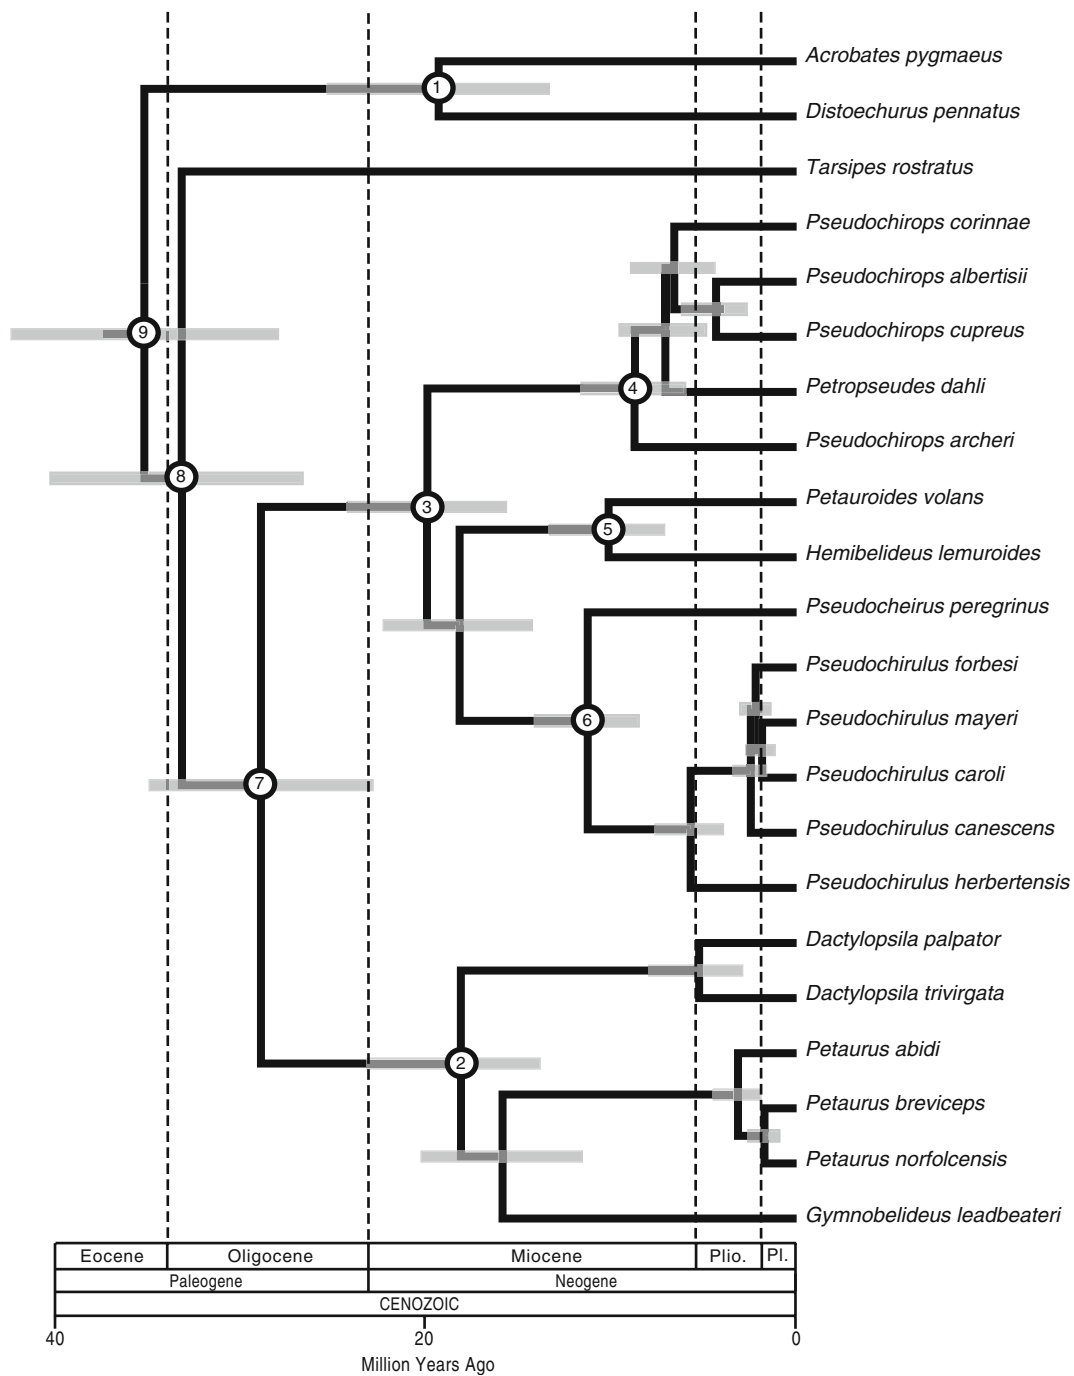 Acrobates pygmaeus
1
Distoechurus pennatus
Tarsipes rostratus
Pseudochirops corinnae
Pseudochirops albertisii
9
Pseudochirops cupreus
4
Petropseudes dahli
Pseudochirops archeri
8
3
Petauroides volans
5
Hemibelideus lemuroides
Pseudocheirus peregrinus
Pseudochirulus forbesi
6
Pseudochirulus mayeri
7
Pseudochirulus caroli
Pseudochirulus canescens
Pseudochirulus herbertensis
Dactylopsila palpator
Dactylopsila trivirgata
Petaurus abidi
2
Petaurus breviceps
Petaurus norfolcensis
Gymnobelideus leadbeateri
Eocene Oligocene Miocene Plio. Pl.
Paleogene Neogene
CENOZOIC
40 20 0
Million Years Ago